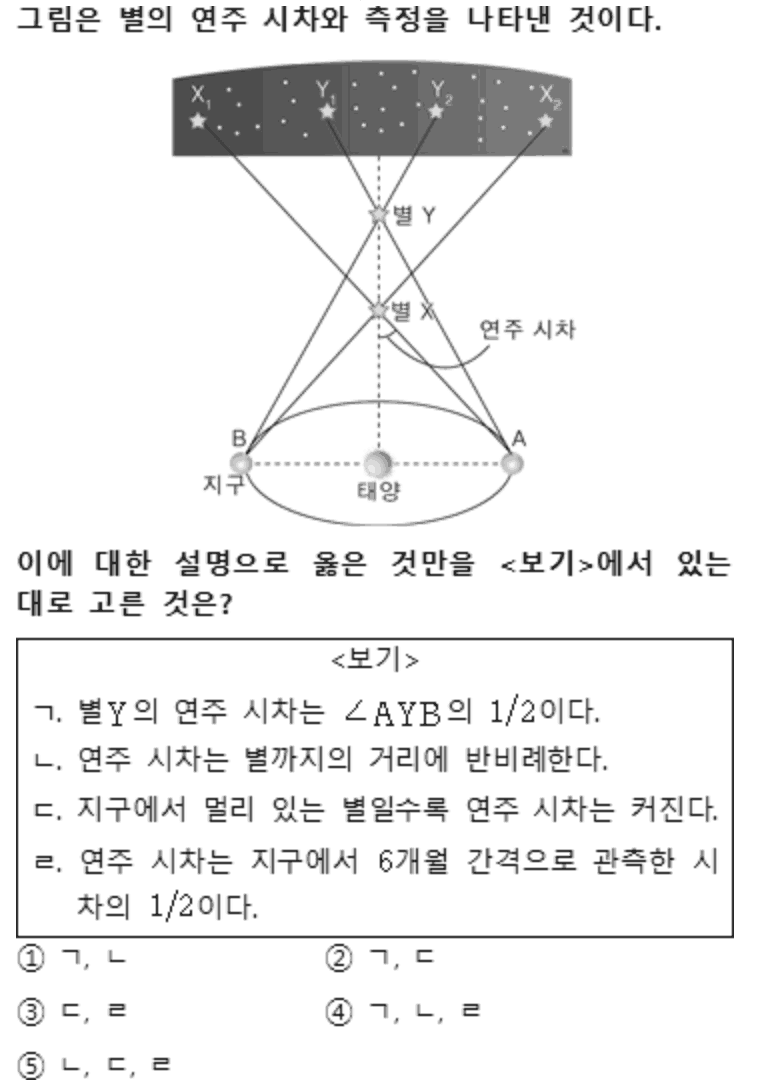 그림은 별의 연주 시차와 측정을 나타낸 것이다.
X₁ Y₁ Y₂ X₂
별 Y
별 X
연주 시차
B A
지구 태양
이에 대한 설명으로 옳은 것만을 <보기>에서 있는
대로 고른 것은?
<보기>
ㄱ. 별Y의 연주 시차는 ∠AYB의 1/2이다.
ㄴ. 연주 시차는 별까지의 거리에 반비례한다.
ㄷ. 지구에서 멀리 있는 별일수록 연주 시차는 커진다.
ㄹ. 연주 시차는 지구에서 6개월 간격으로 관측한 시
차의 1/2이다.
① ㄱ, ㄴ ② ㄱ, ㄷ
③ ㄷ, ㄹ ④ ㄱ, ㄴ, ㄹ
⑤ ㄴ, ㄷ, ㄹ